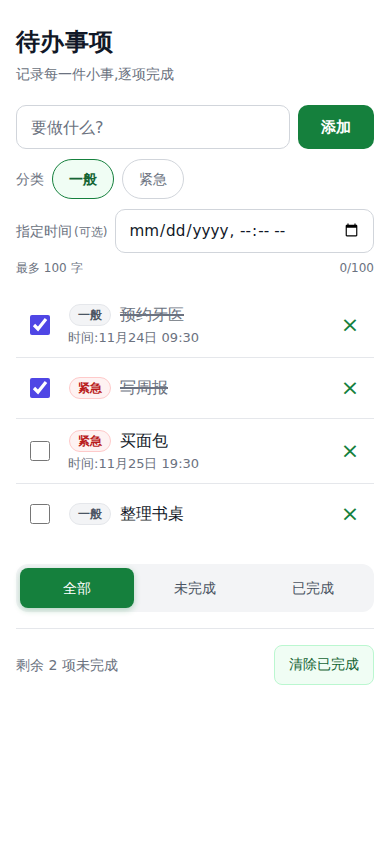 待办事项
记录每一件小事,逐项完成
要做什么?
添加
分类 一般 紧急
指定时间 (可选) mm/dd/yyyy, --:-- --
最多 100 字 0/100
一般 预约牙医
时间:11月24日 09:30
紧急 写周报
紧急 买面包
时间:11月25日 19:30
一般 整理书桌
全部 未完成 已完成
剩余 2 项未完成 清除已完成